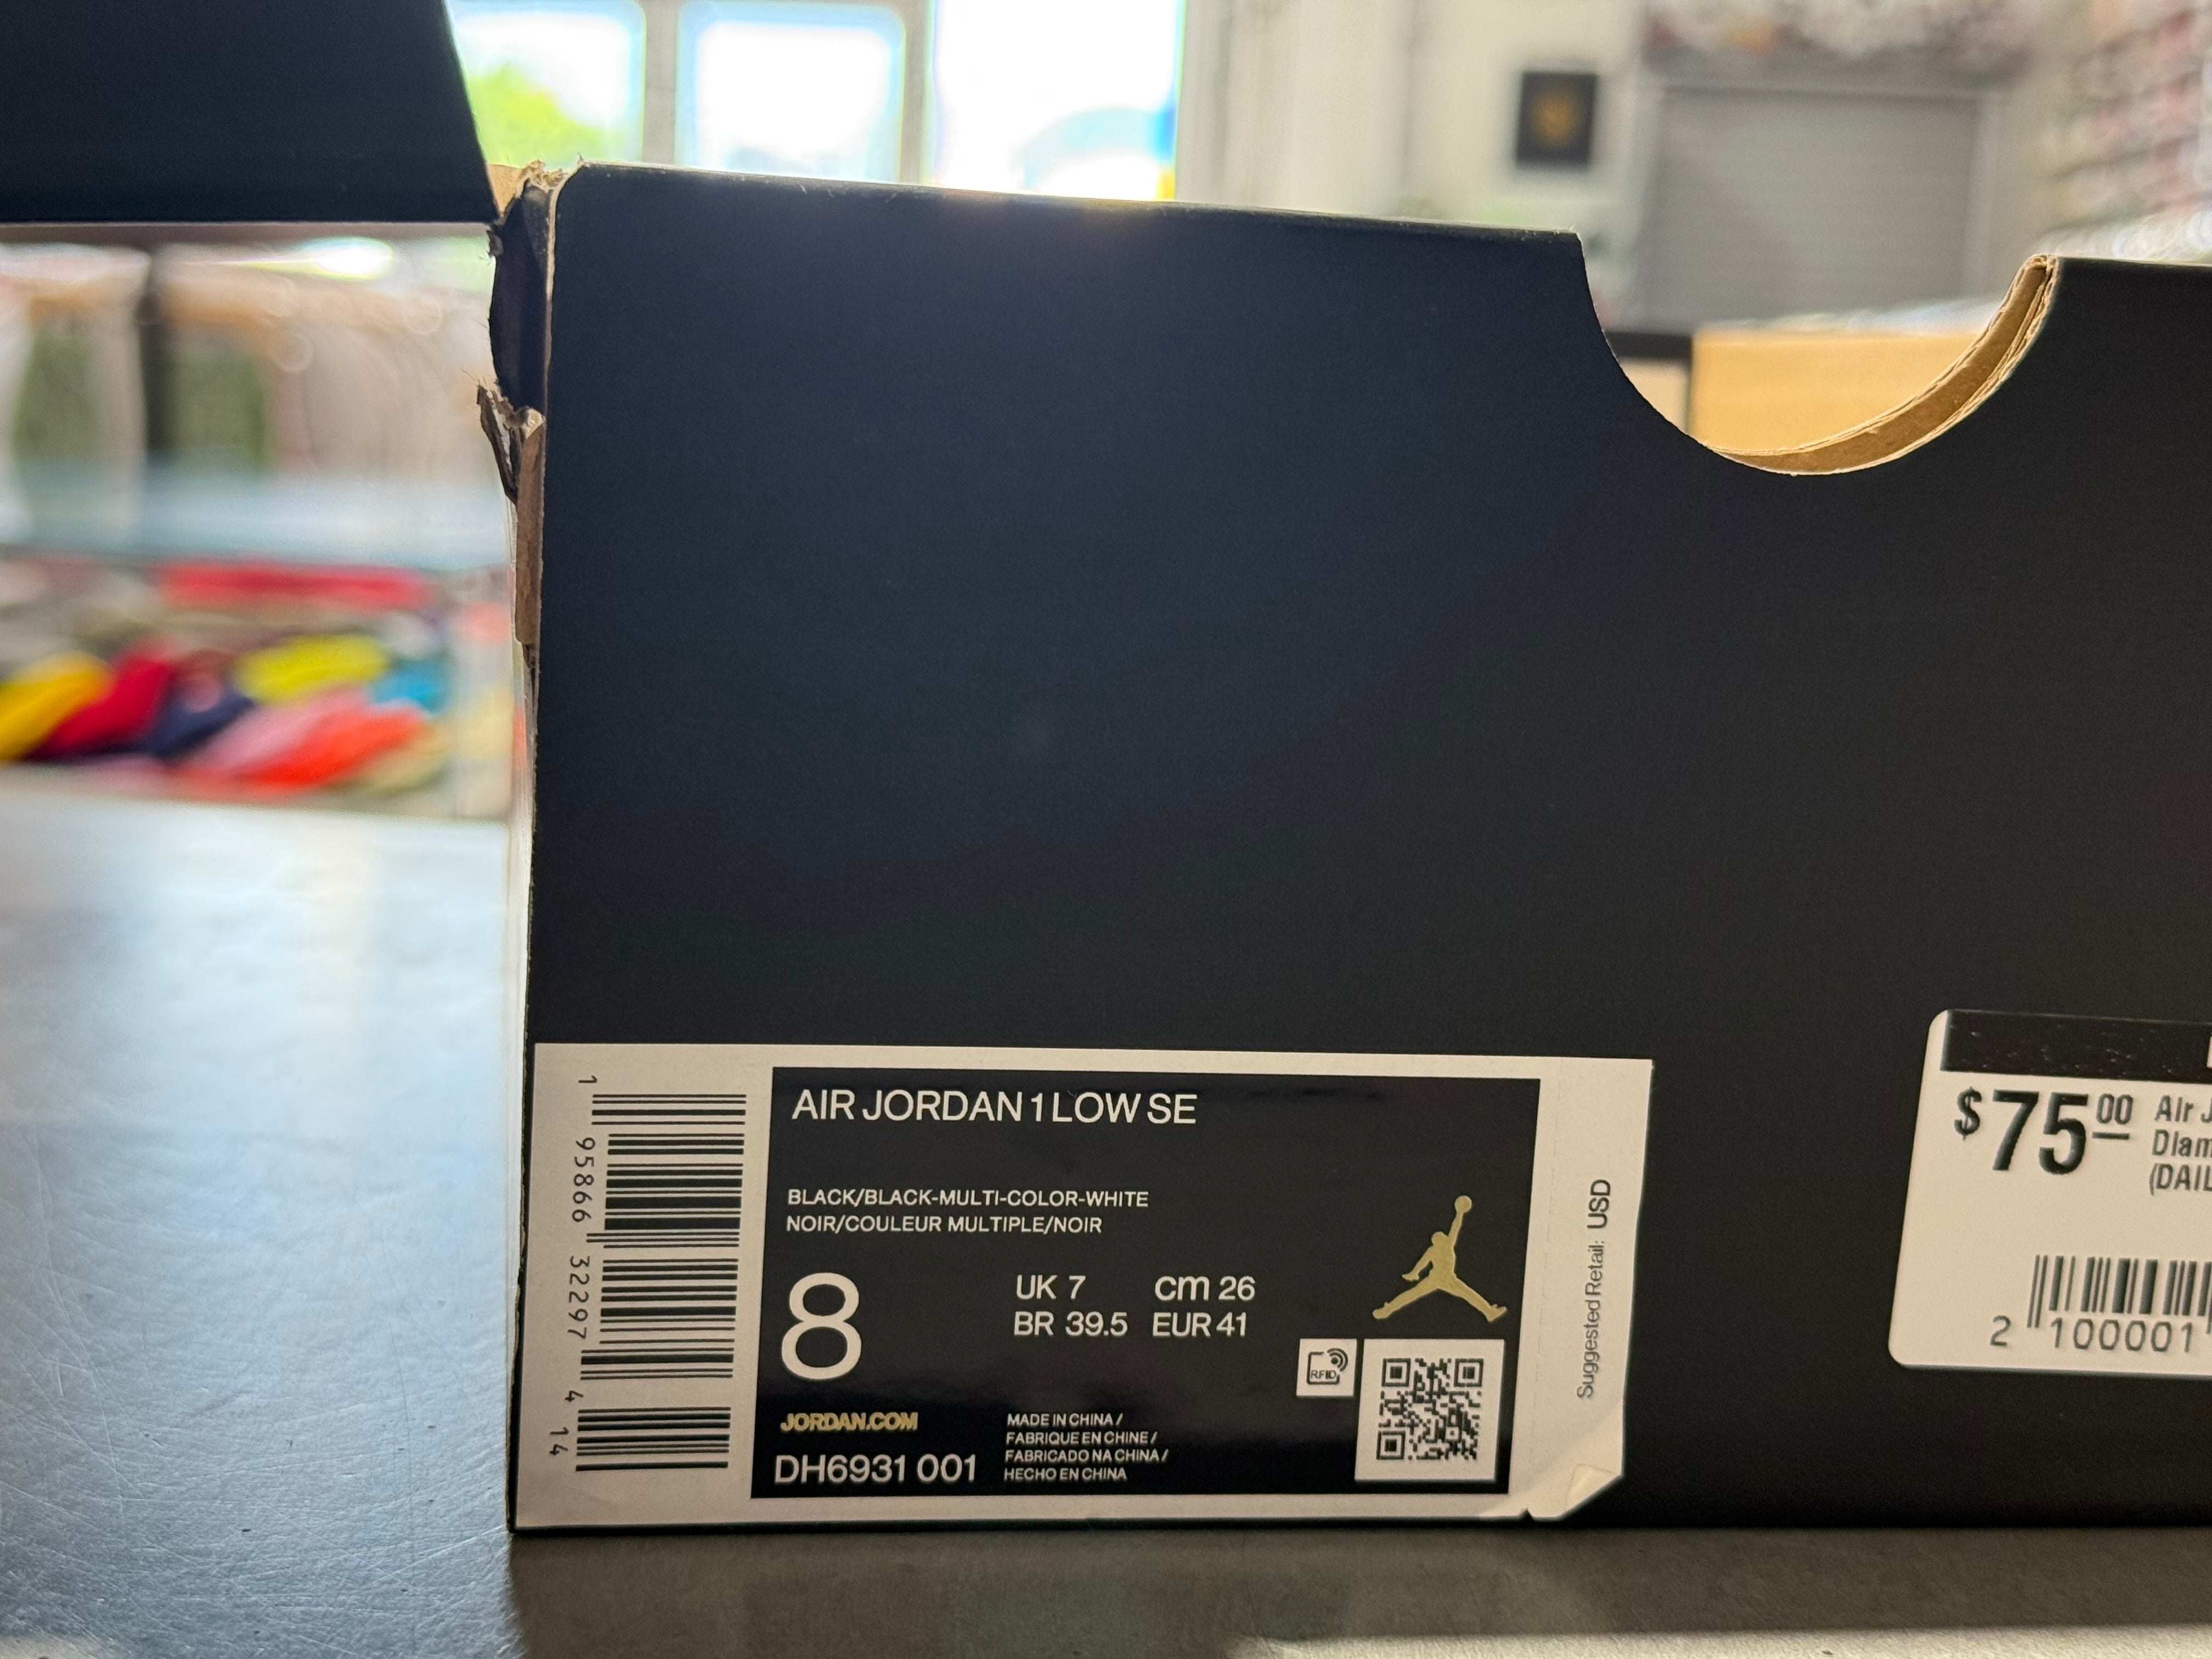 AIR JORDAN 1 LOW SE
BLACK/BLACK-MULTI-COLOR-WHITE
NOIR/COULEUR MULTIPLE/NOIR
8
UK 7
cm 26
BR 39.5
EUR 41
JORDAN.COM
DH6931 001
MADE IN CHINA /
FABRIQUE EN CHINE /
FABRICADO NA CHINA /
HECHO EN CHINA
RFID
1 95866 32297 4 14
Suggested Retail: USD
$75.00
Air J
Diam
(DAIL
2 100001